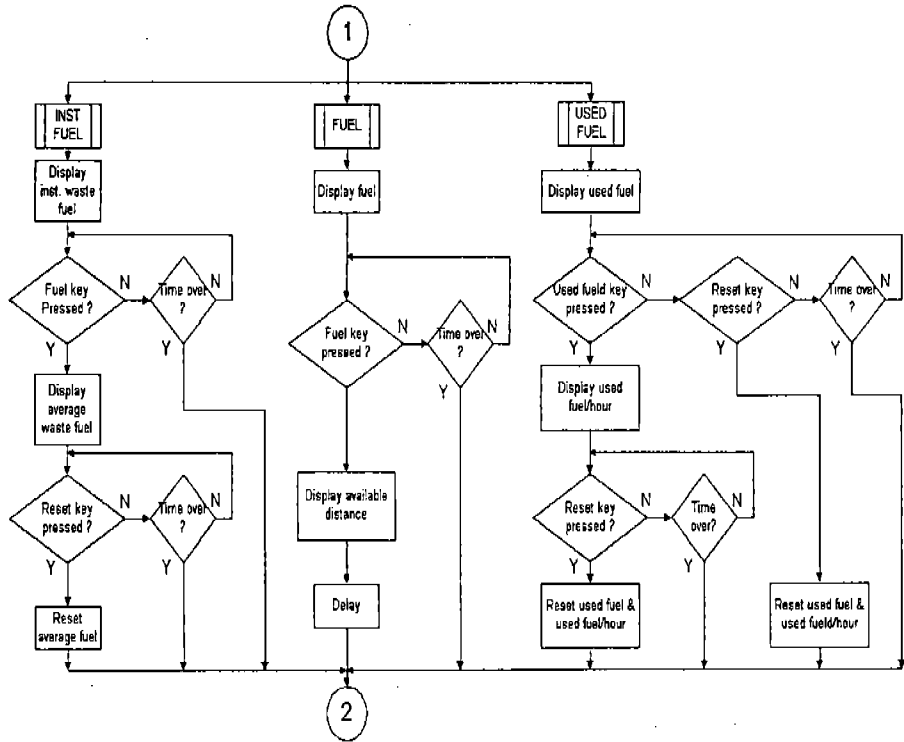 1
INST
FUEL
Display
inst. waste
fuel
Fuel key
Pressed ?
N
Y
Time over
?
N
Y
Display
average
waste fuel
Reset key
pressed ?
N
Y
Time over
?
N
Y
Reset
average fuel
FUEL
Display fuel
Fuel key
pressed ?
N
Time over
?
N
Y
Display available
distance
Delay
USED
FUEL
Display used fuel
Used fueld key
pressed ?
N
Y
Reset key
pressed ?
N
Y
Time over
?
N
Y
Display used
fuel/hour
Reset key
pressed ?
N
Y
Time
over?
N
Y
Reset used fuel &
used fuel/hour
Reset used fuel &
used fueld/hour
2